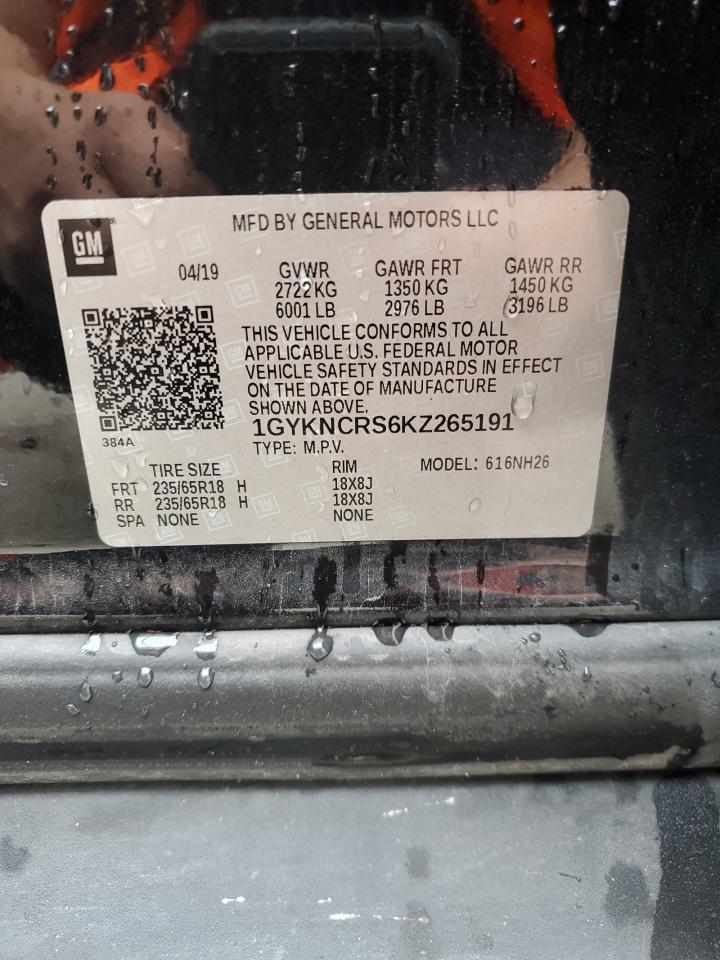 MFD BY GENERAL MOTORS LLC
GM
04/19 GVWR GAWR FRT GAWR RR
2722 KG 1350 KG 1450 KG
6001 LB 2976 LB 3196 LB
THIS VEHICLE CONFORMS TO ALL
APPLICABLE U.S. FEDERAL MOTOR
VEHICLE SAFETY STANDARDS IN EFFECT
ON THE DATE OF MANUFACTURE
SHOWN ABOVE.
1GYKNCRS6KZ265191
384A
TYPE: M.P.V.
TIRE SIZE RIM MODEL: 616NH26
FRT 235/65R18 H 18X8J
RR 235/65R18 H 18X8J
SPA NONE NONE